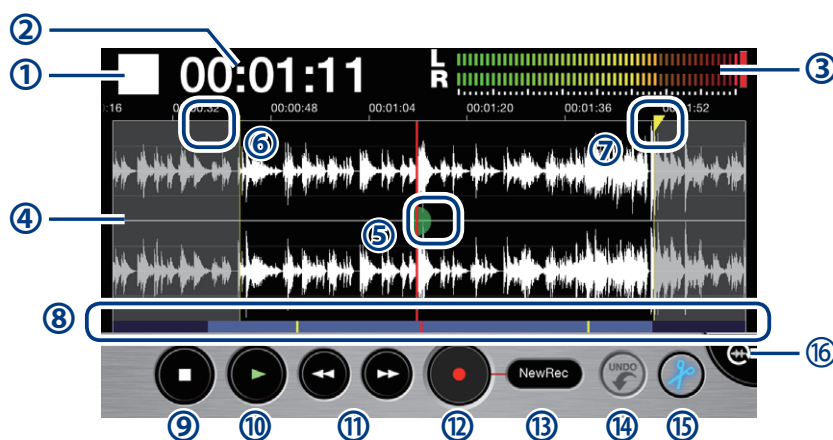 ②
① 00:01:11 L
R ③
:16 00:00:32 00:00:48 00:01:04 00:01:20 00:01:36 00:01:52
⑥ ⑦
④ ⑤
⑧
NewRec UNDO ⑯
⑨ ⑩ ⑪ ⑫ ⑬ ⑭ ⑮